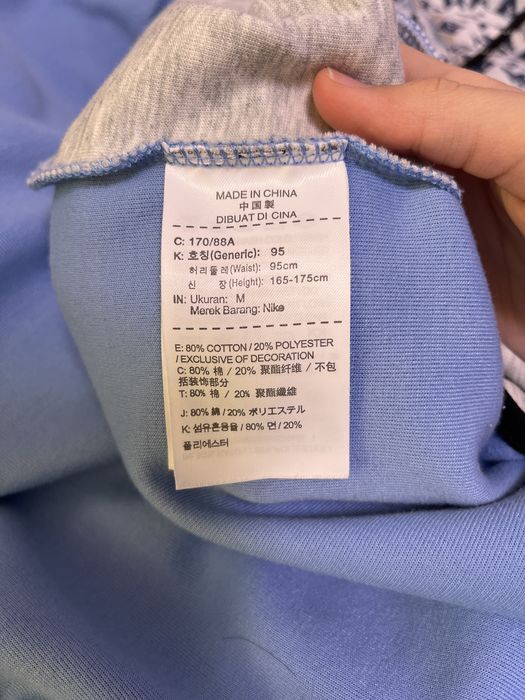 MADE IN CHINA
中国製
DIBUAT DI CINA
C: 170/88A
K: 호칭(Generic): 95
허리둘레(Waist): 95cm
신 장(Height): 165-175cm
IN: Ukuran: M
Merek Barang: Nike
E: 80% COTTON / 20% POLYESTER
/ EXCLUSIVE OF DECORATION
C: 80% 棉 / 20% 聚酯纤维 / 不包
括装饰部分
T: 80% 棉 / 20% 聚酯纖維
J: 80% 綿 / 20% ポリエステル
K: 섬유혼용율 / 80% 면 / 20%
폴리에스터